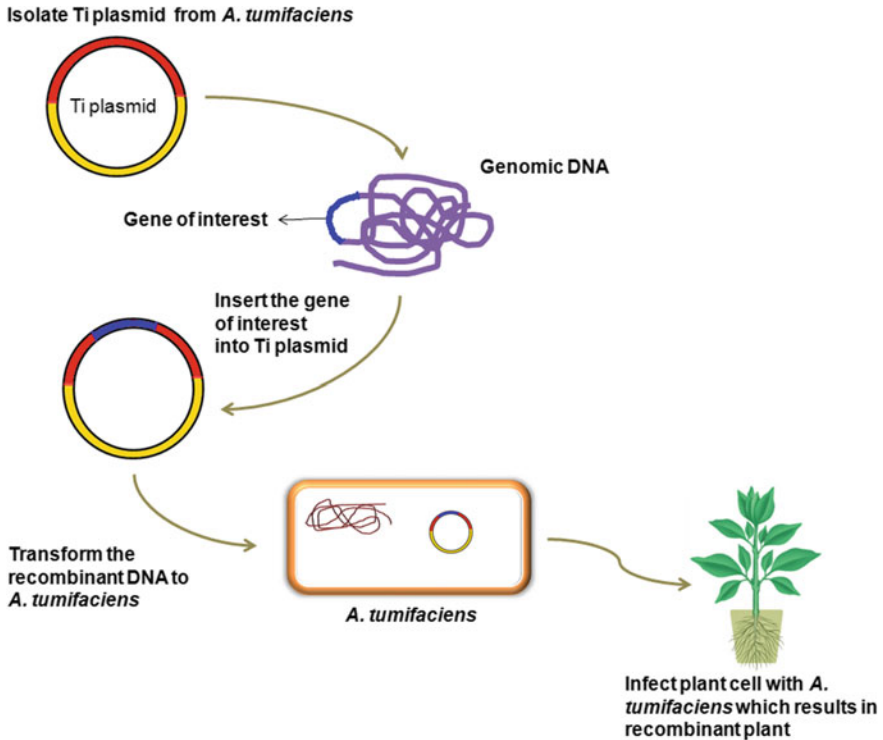 Isolate Ti plasmid from A. tumifaciens
Ti plasmid
Genomic DNA
Gene of interest
Insert the gene
of interest
into Ti plasmid
Transform the
recombinant DNA to
A. tumifaciens
A. tumifaciens
Infect plant cell with A.
tumifaciens which results in
recombinant plant